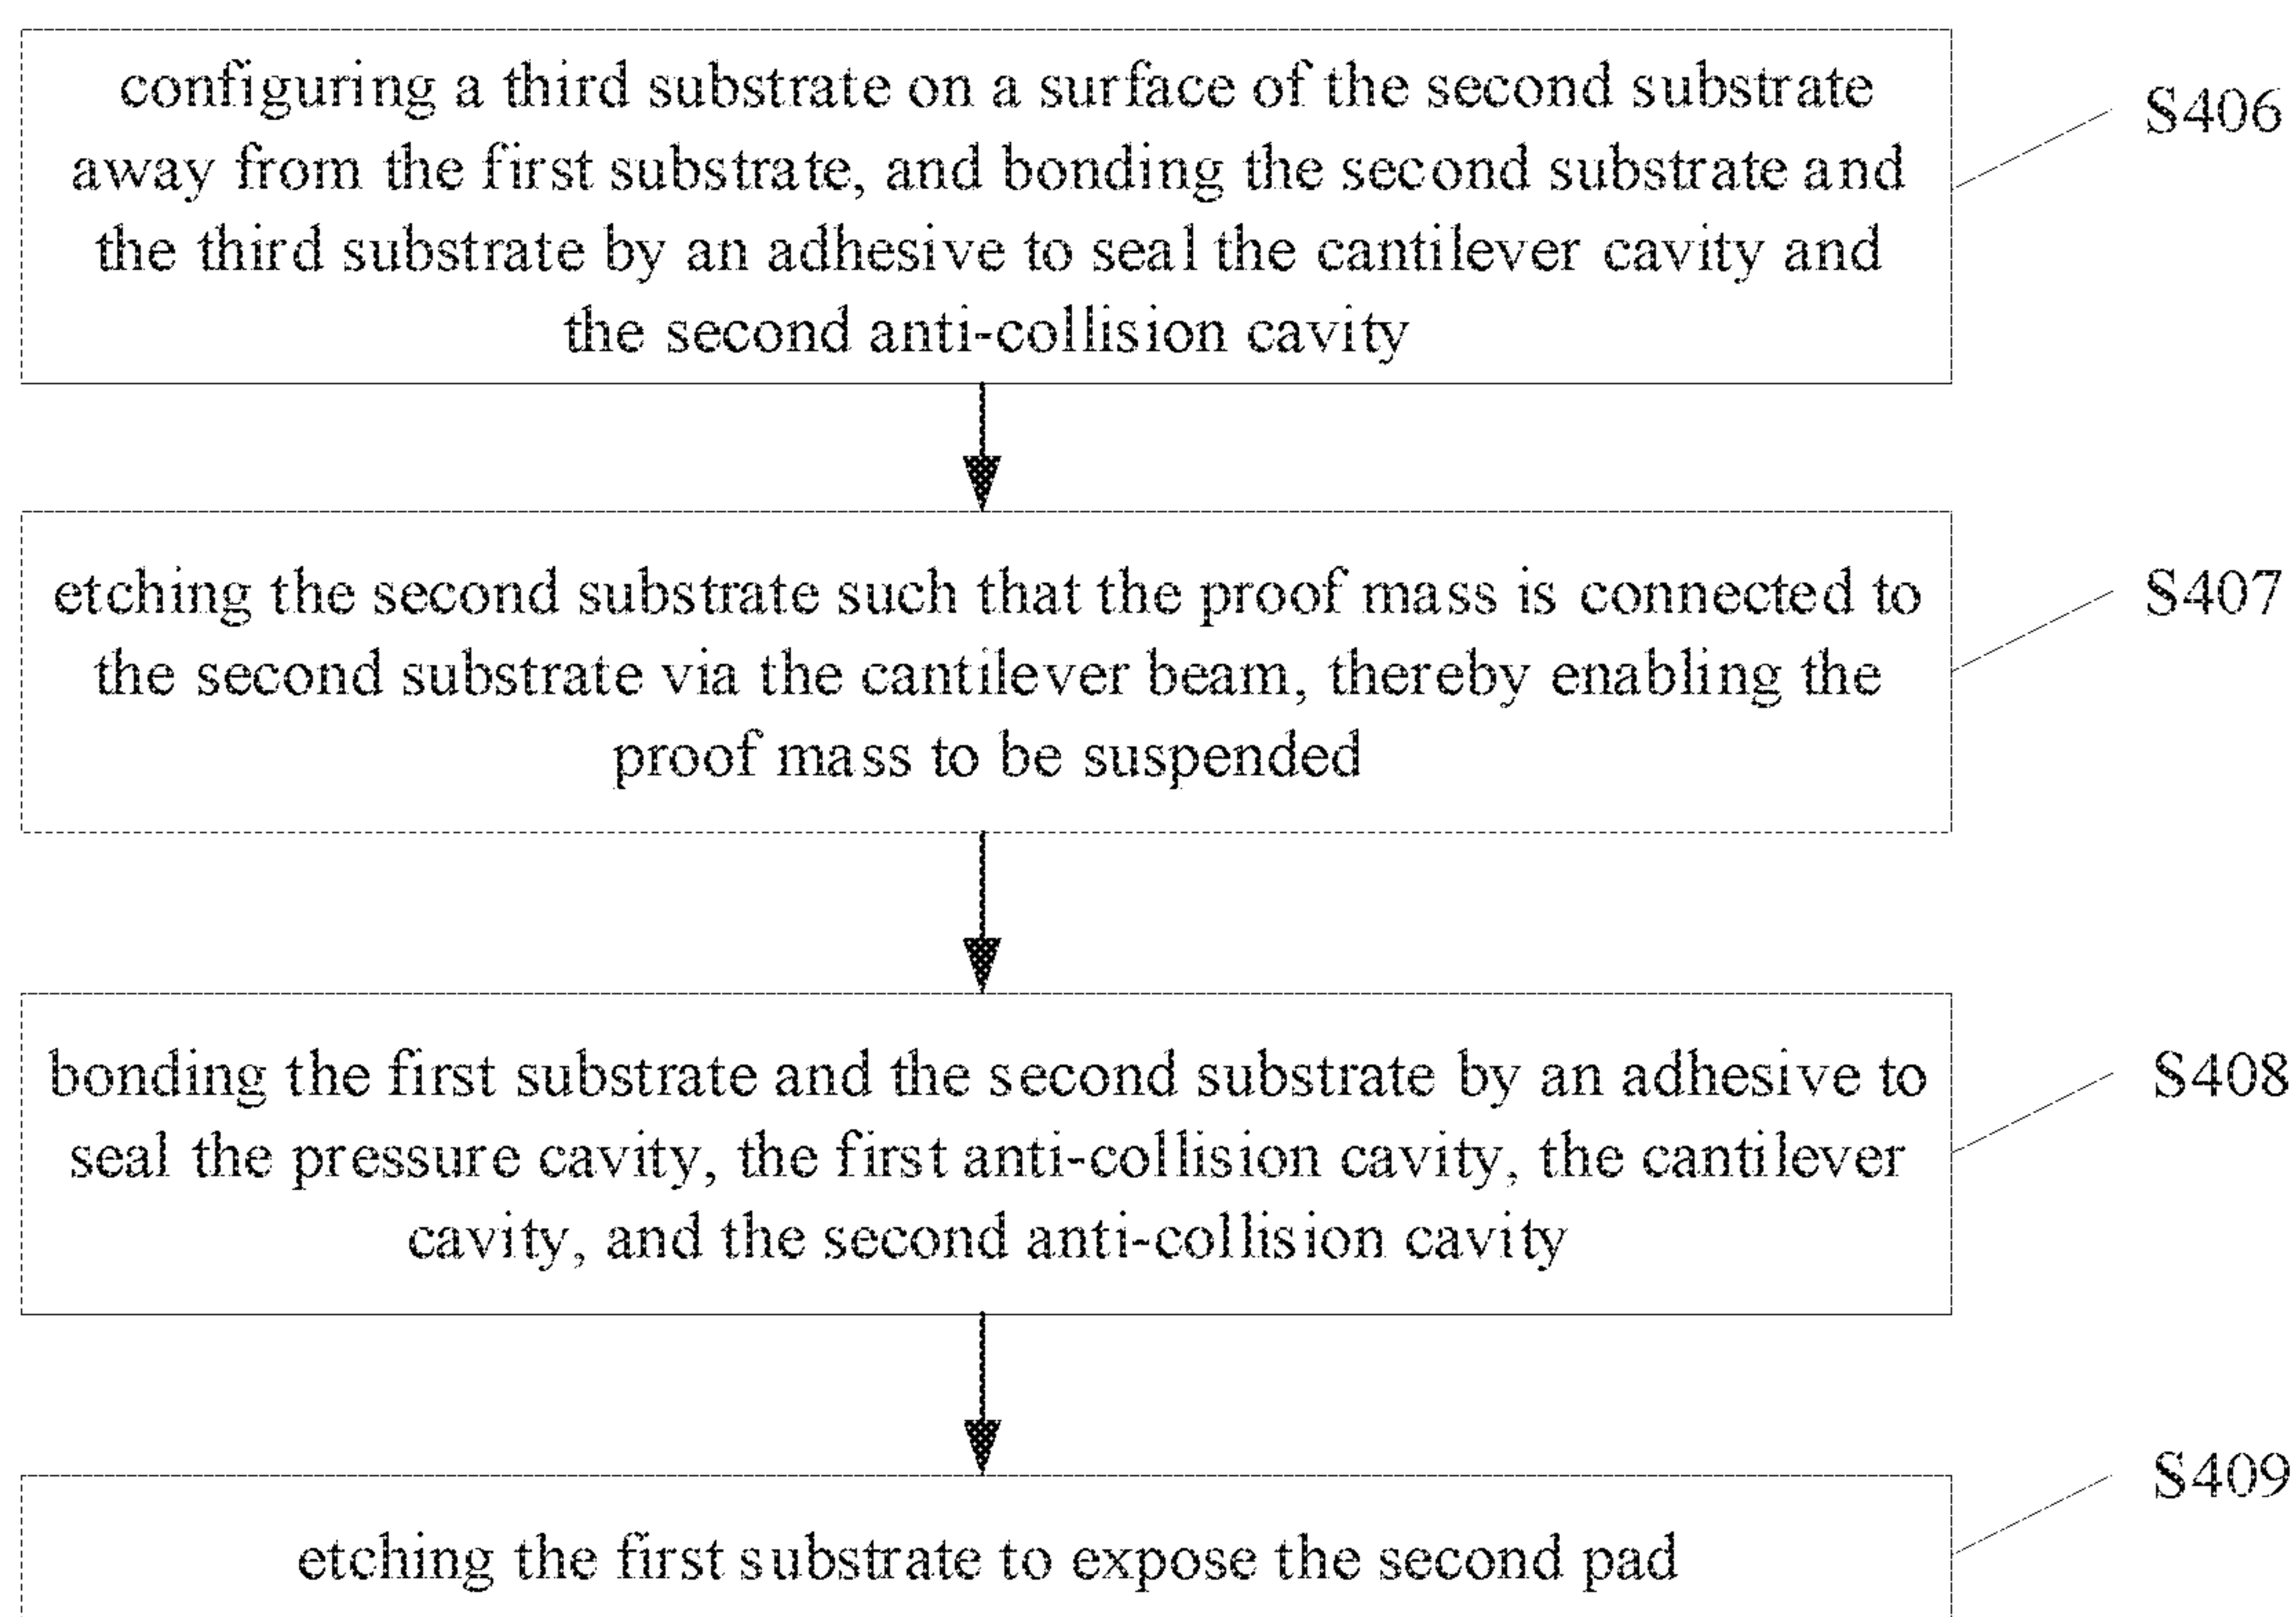 configuring a third substrate on a surface of the second substrate
away from the first substrate, and bonding the second substrate and
the third substrate by an adhesive to seal the cantilever cavity and
the second anti-collision cavity
S406
etching the second substrate such that the proof mass is connected to
the second substrate via the cantilever beam, thereby enabling the
proof mass to be suspended
S407
bonding the first substrate and the second substrate by an adhesive to
seal the pressure cavity, the first anti-collision cavity, the cantilever
cavity, and the second anti-collision cavity
S408
etching the first substrate to expose the second pad
S409